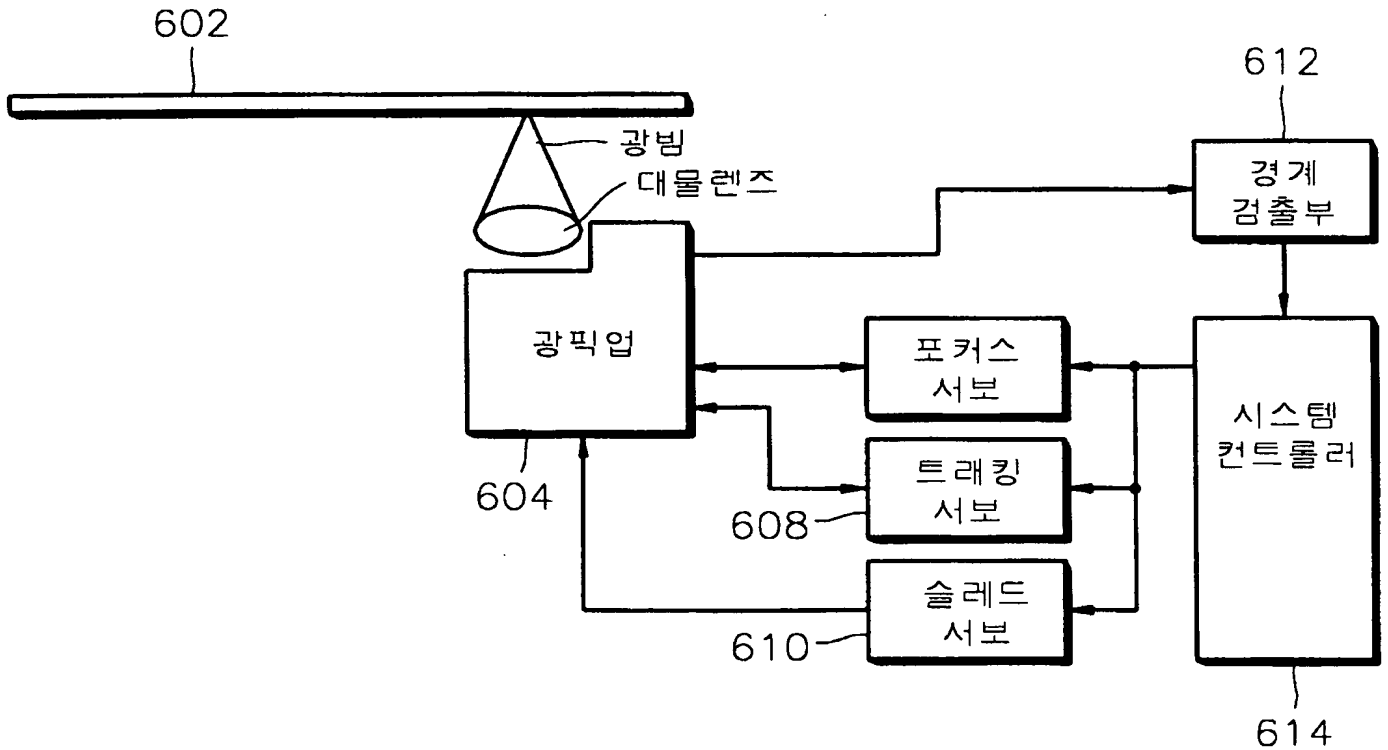 602
612
광빔
대물렌즈
경계
검출부
광픽업
포커스
서보
시스템
컨트롤러
604
트래킹
서보
608
슬레드
서보
610
614